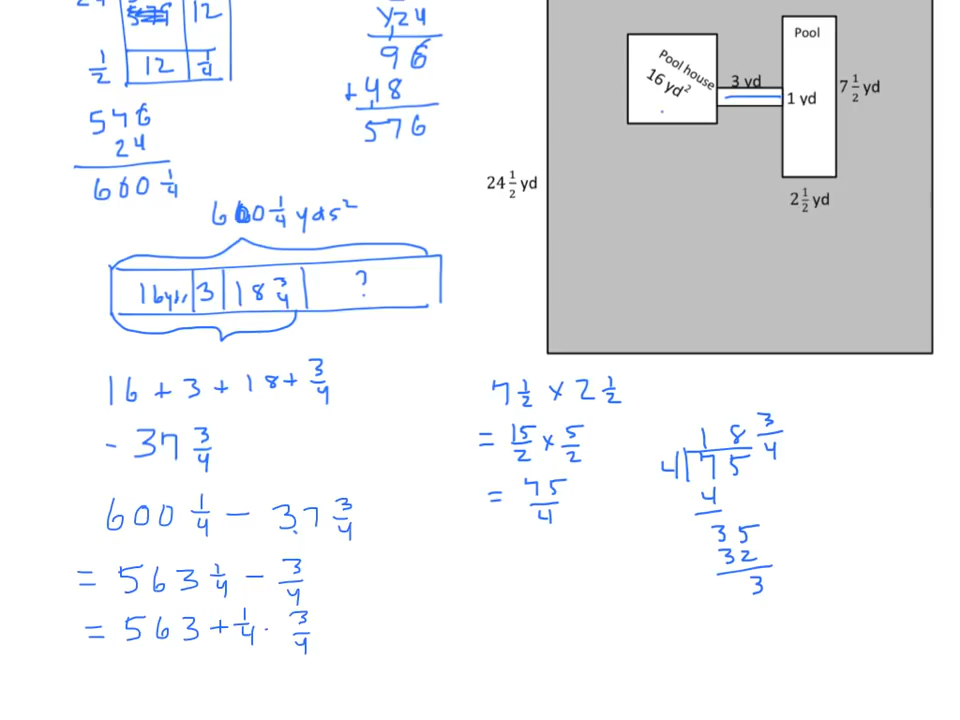 12
1/2 12 1/4
576
24
600 1/4
24
96
+ 48
576
600 1/4 yds²
16yds 3 18 3/4 ?
16 + 3 + 18 + 3/4
- 37 3/4
600 1/4 - 37 3/4
= 563 1/4 - 3/4
= 563 + 1/4 · 3/4
Pool
Pool house
16 yd²
3 yd
1 yd
7 1/2 yd
24 1/2 yd
2 1/2 yd
7 1/2 x 2 1/2
= 15/2 x 5/2
= 75/4
18 3/4
4 75
4
35
32
3